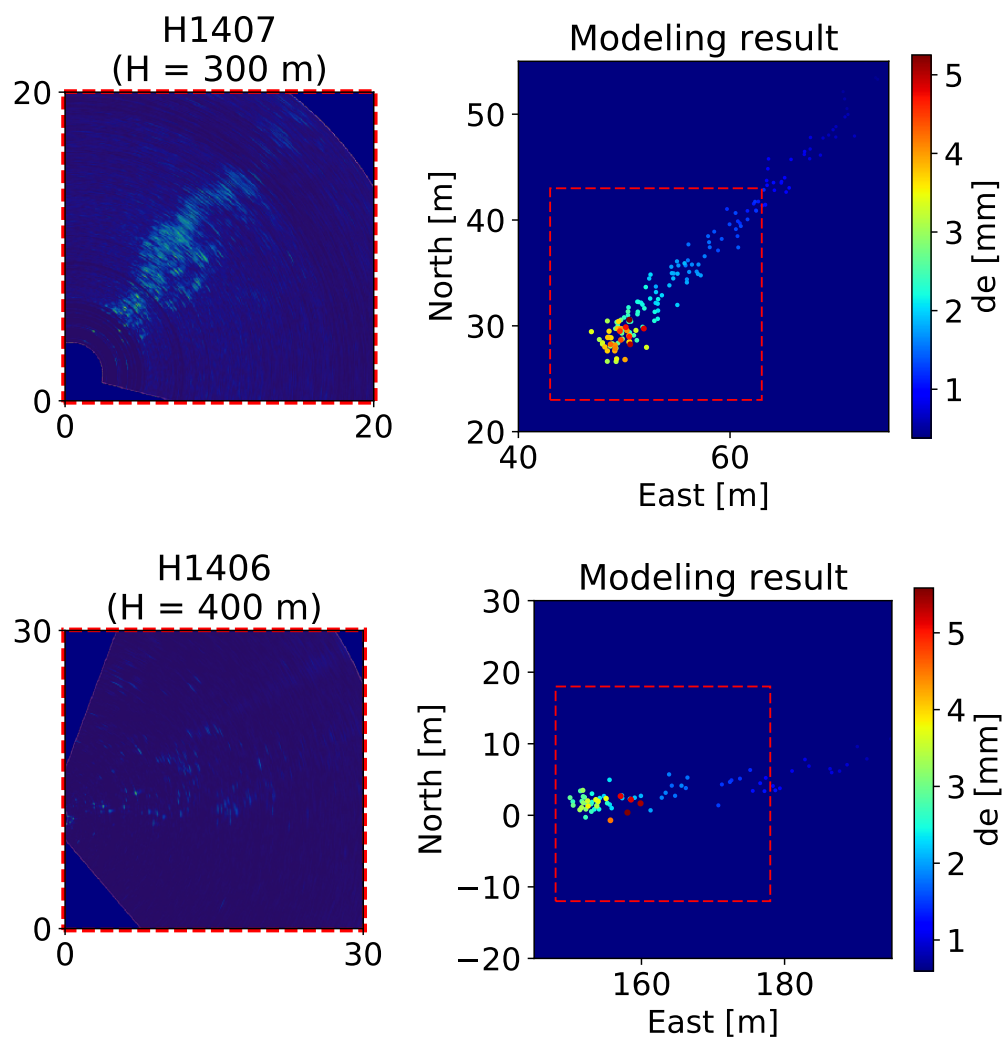 H1407
(H = 300 m)
20
0
0
20
Modeling result
50
40
30
20
North [m]
40
60
East [m]
5
4
3
2
1
de [mm]
H1406
(H = 400 m)
30
0
0
30
Modeling result
30
20
10
0
−10
−20
North [m]
160
180
East [m]
5
4
3
2
1
de [mm]